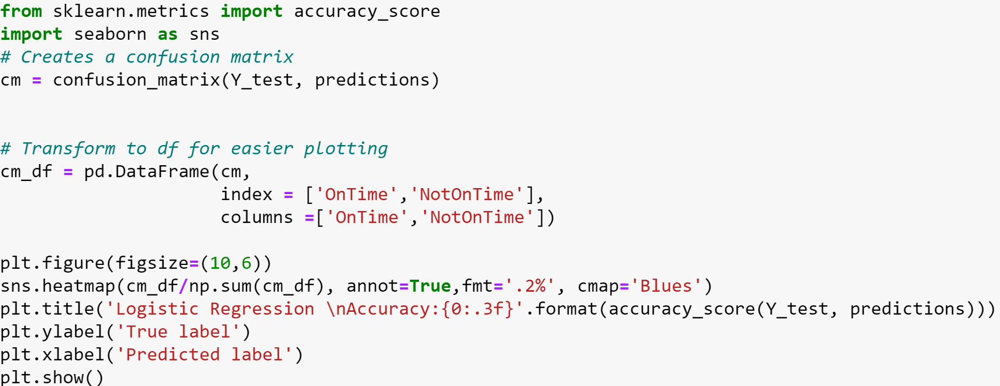 from sklearn.metrics import accuracy_score
import seaborn as sns
# Creates a confusion matrix
cm = confusion_matrix(Y_test, predictions)
# Transform to df for easier plotting
cm_df = pd.DataFrame(cm,
                     index = ['OnTime','NotOnTime'],
                     columns =['OnTime','NotOnTime'])
plt.figure(figsize=(10,6))
sns.heatmap(cm_df/np.sum(cm_df), annot=True,fmt='.2%', cmap='Blues')
plt.title('Logistic Regression \nAccuracy:{0:.3f}'.format(accuracy_score(Y_test, predictions)))
plt.ylabel('True label')
plt.xlabel('Predicted label')
plt.show()